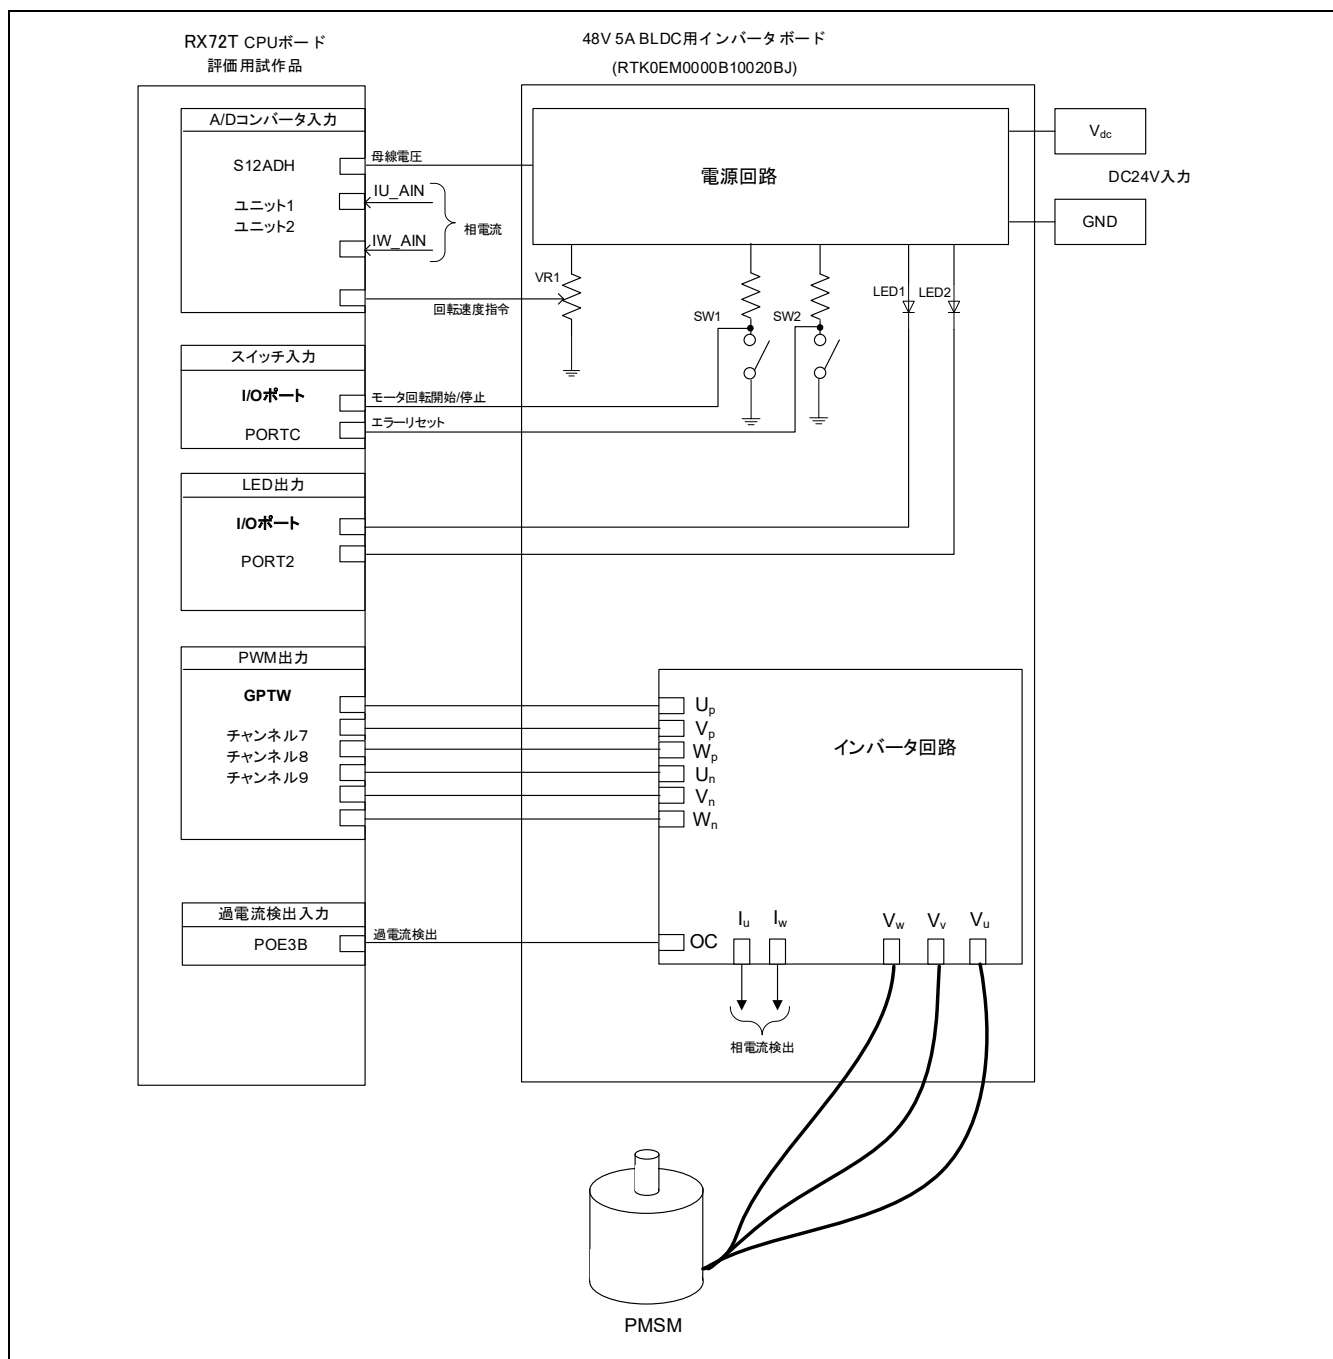 RX72T CPUボード
評価用試作品
48V 5A BLDC用インバータボード
(RTK0EM0000B10020BJ)
A/Dコンバータ入力
S12ADH
ユニット1
ユニット2
母線電圧
IU_AIN
IW_AIN
相電流
回転速度指令
電源回路
Vdc
DC24V入力
GND
VR1
SW1
SW2
LED1
LED2
スイッチ入力
I/Oポート
PORTC
モータ回転開始/停止
エラーリセット
LED出力
I/Oポート
PORT2
PWM出力
GPTW
チャンネル7
チャンネル8
チャンネル9
Up
Vp
Wp
Un
Vn
Wn
インバータ回路
過電流検出入力
POE3B
過電流検出
OC
Iu
Iw
Vw
Vv
Vu
相電流検出
PMSM